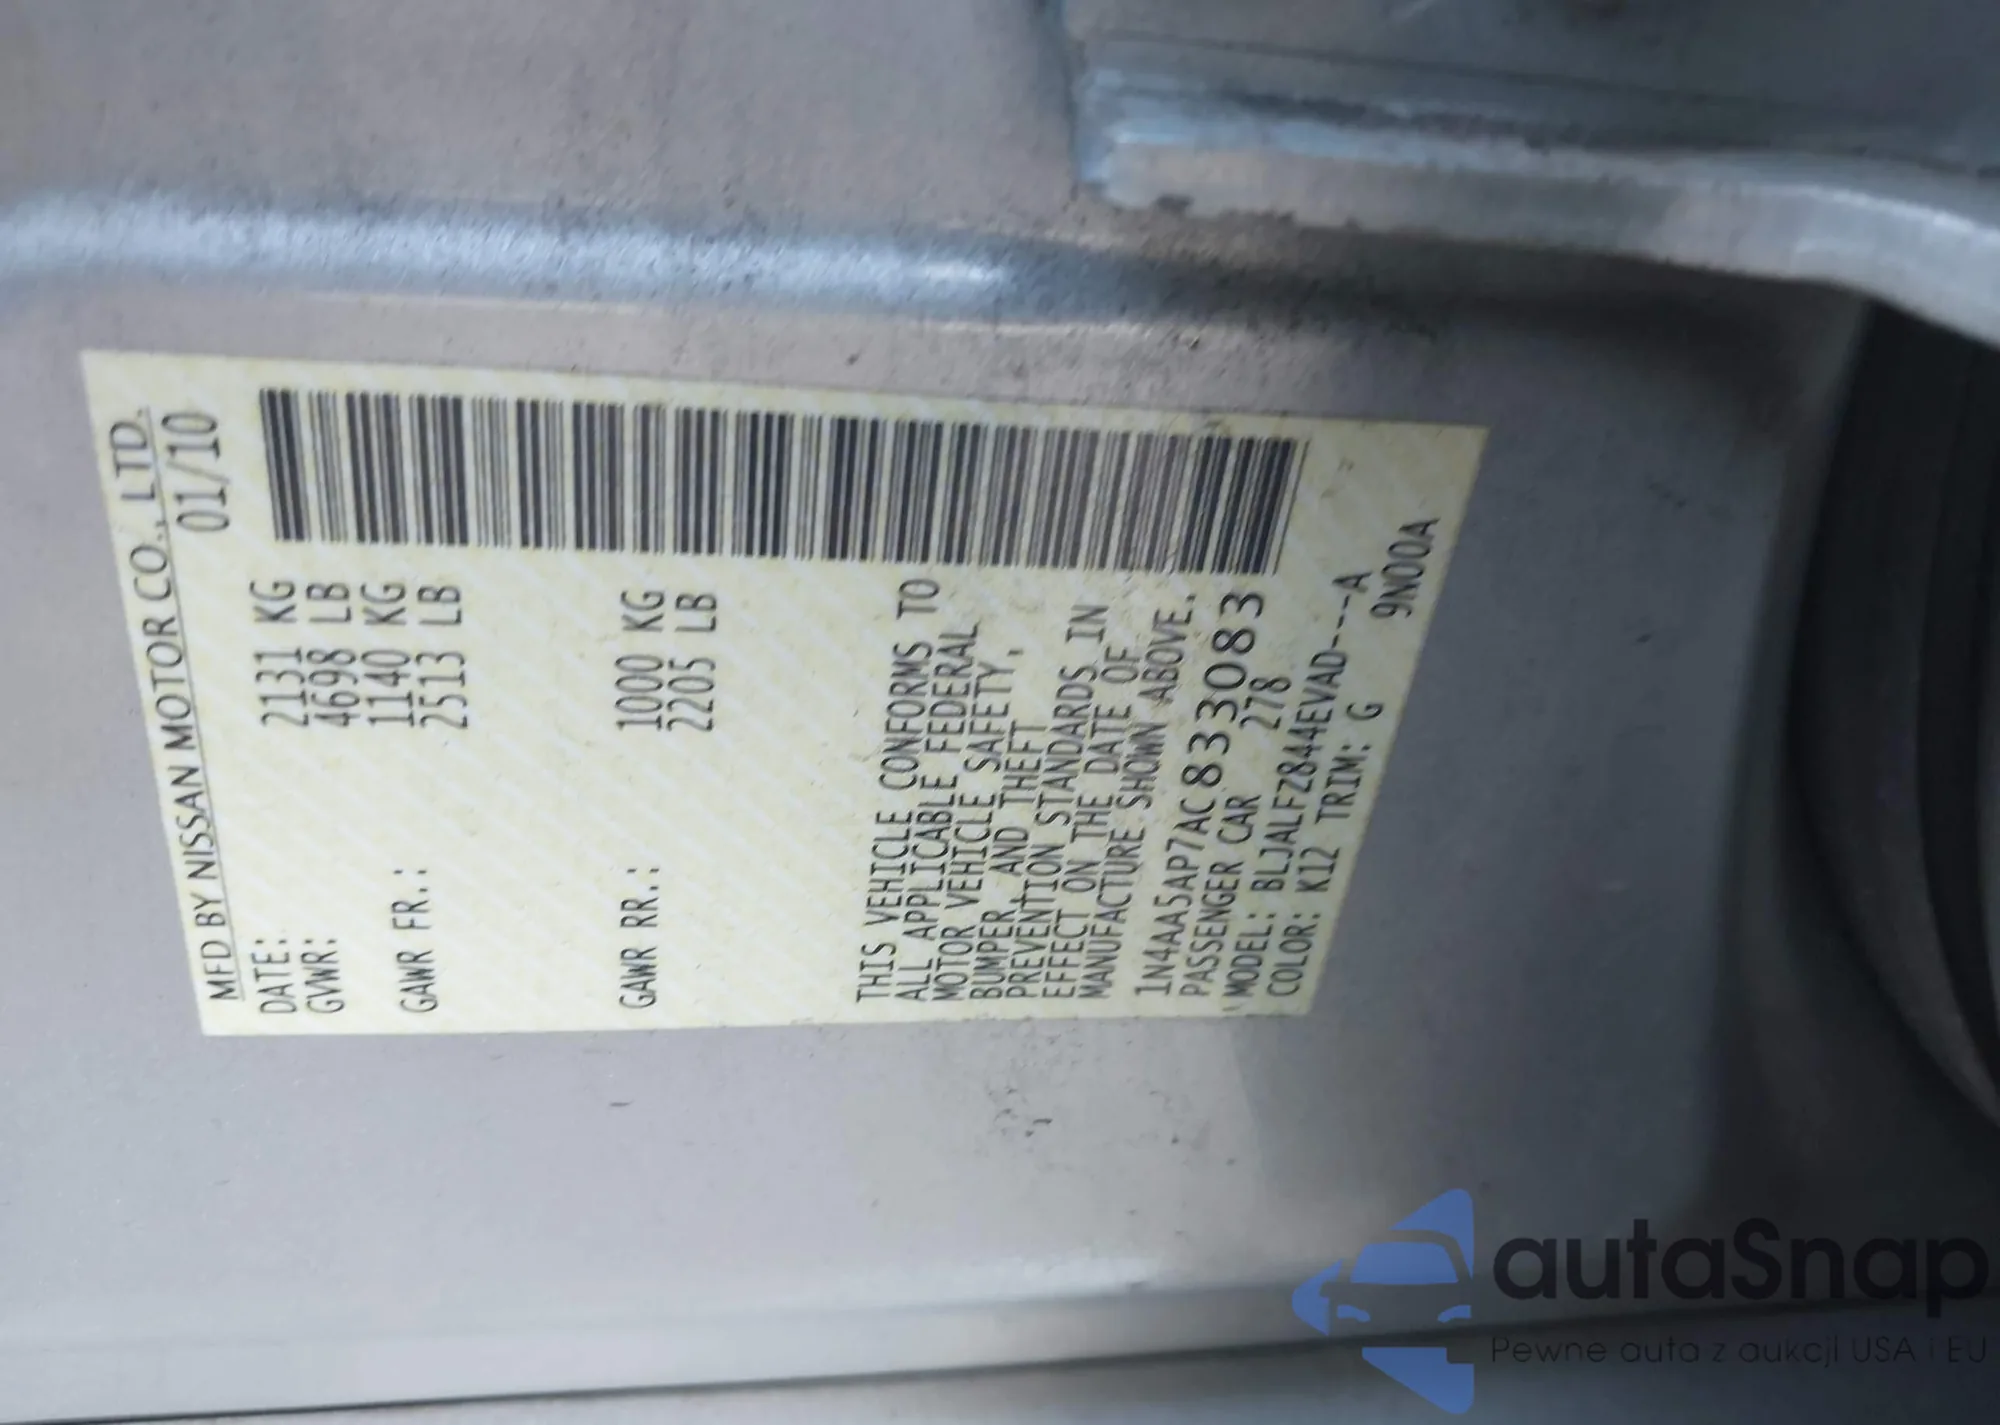 MFD BY NISSAN MOTOR CO., LTD.
DATE: 01/10
GVWR: 2131 KG
4698 LB
GAWR FR.: 1140 KG
2513 LB
GAWR RR.: 1000 KG
2205 LB
THIS VEHICLE CONFORMS TO
ALL APPLICABLE FEDERAL
MOTOR VEHICLE SAFETY,
BUMPER, AND THEFT
PREVENTION STANDARDS IN
EFFECT ON THE DATE OF
MANUFACTURE SHOWN ABOVE.
1N4AA5AP7AC833083
PASSENGER CAR 278
MODEL: BLJALFZ844EVAD---A
COLOR: K12 TRIM: G 9N00A
autaSnap
Pewne auta z aukcji USA i EU